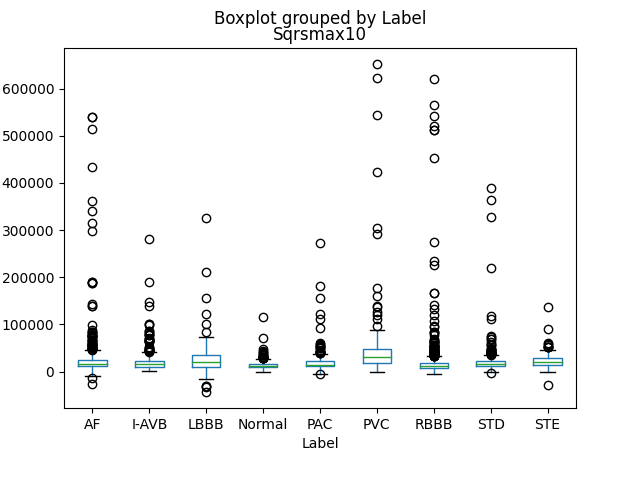 Boxplot grouped by Label
Sqrsmax10
600000
500000
400000
300000
200000
100000
0
AF I-AVB LBBB Normal PAC PVC RBBB STD STE
Label